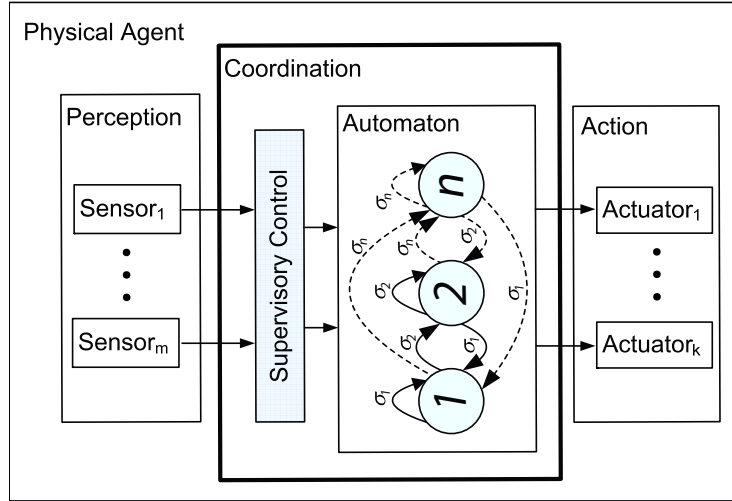 Physical Agent
Coordination
Perception
Automaton
Action
Sensor₁
Sensorₘ
Supervisory Control
n
2
1
σₙ
σₙ
σₙ
σ₂
σ₂
σ₂
σ₁
σ₁
σ₁
Actuator₁
Actuatorₖ